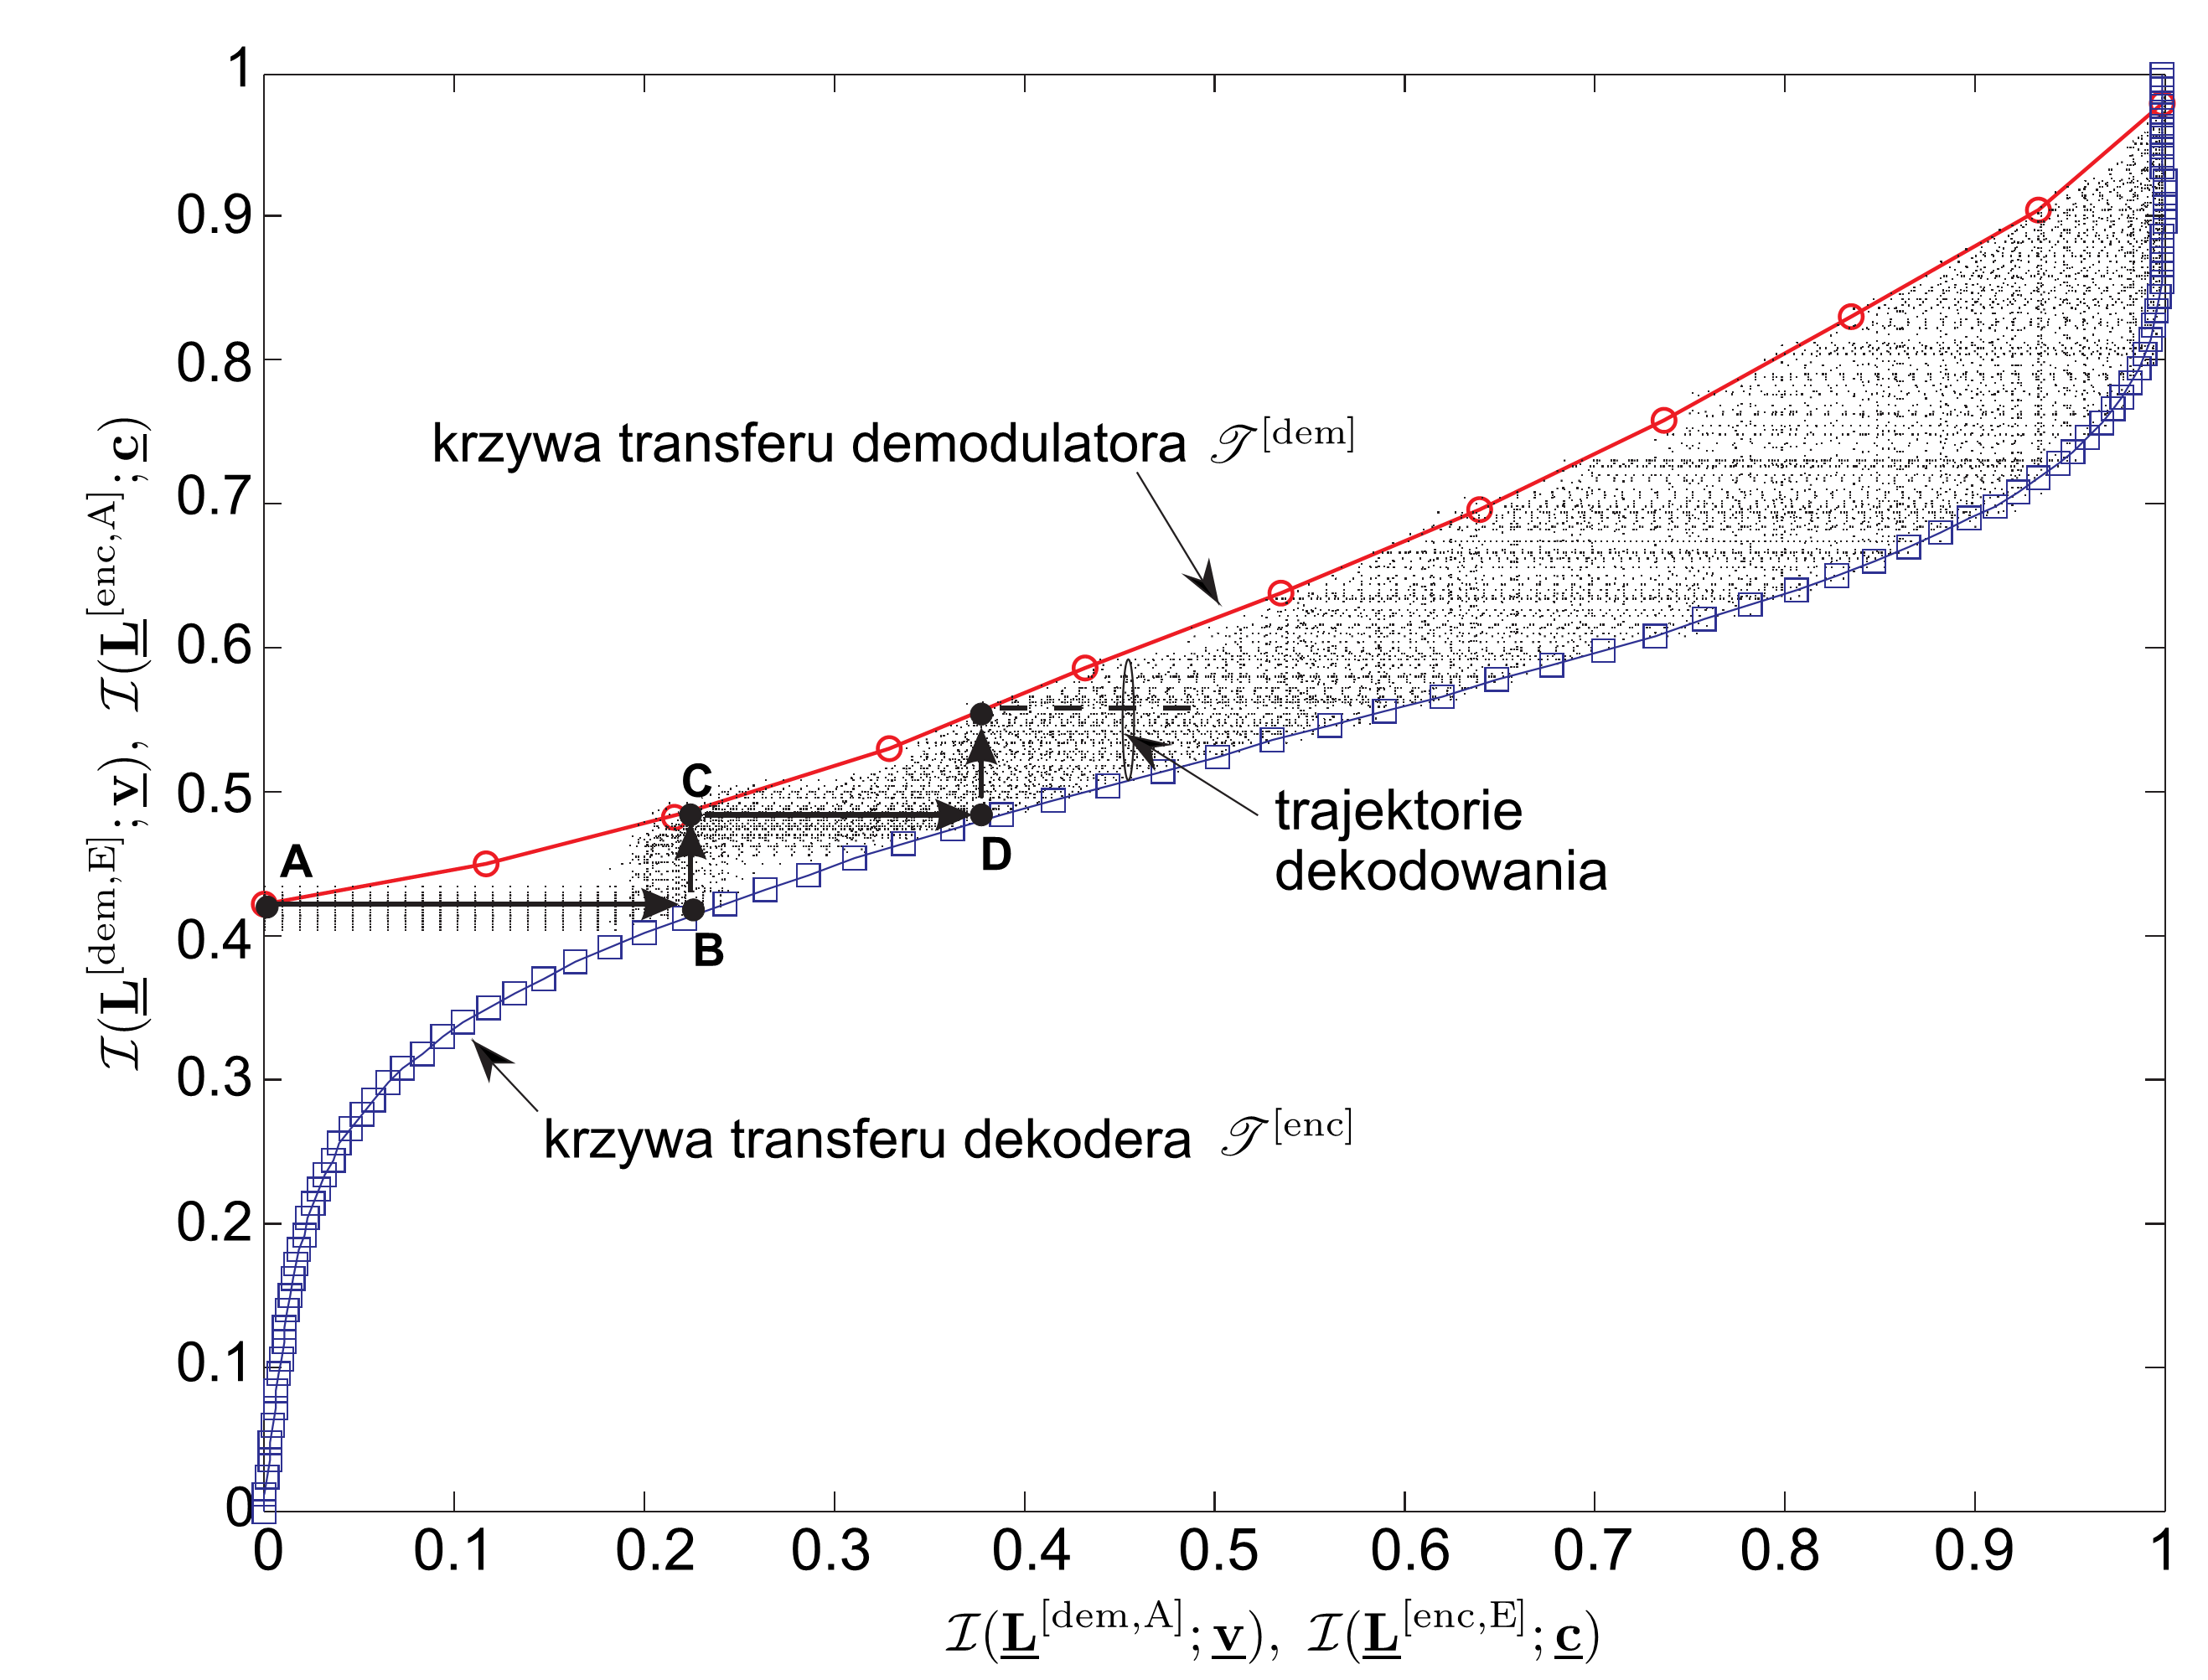 1
0.9
0.8
0.7
0.6
0.5
0.4
0.3
0.2
0.1
0
𝓘(𝐋̲^[dem,E]; 𝐯̲), 𝓘(𝐋̲^[enc,A]; 𝐜̲)
krzywa transferu demodulatora 𝒯^[dem]
C
A
D
B
trajektorie
dekodowania
krzywa transferu dekodera 𝒯^[enc]
0 0.1 0.2 0.3 0.4 0.5 0.6 0.7 0.8 0.9 1
𝓘(𝐋̲^[dem,A]; 𝐯̲), 𝓘(𝐋̲^[enc,E]; 𝐜̲)